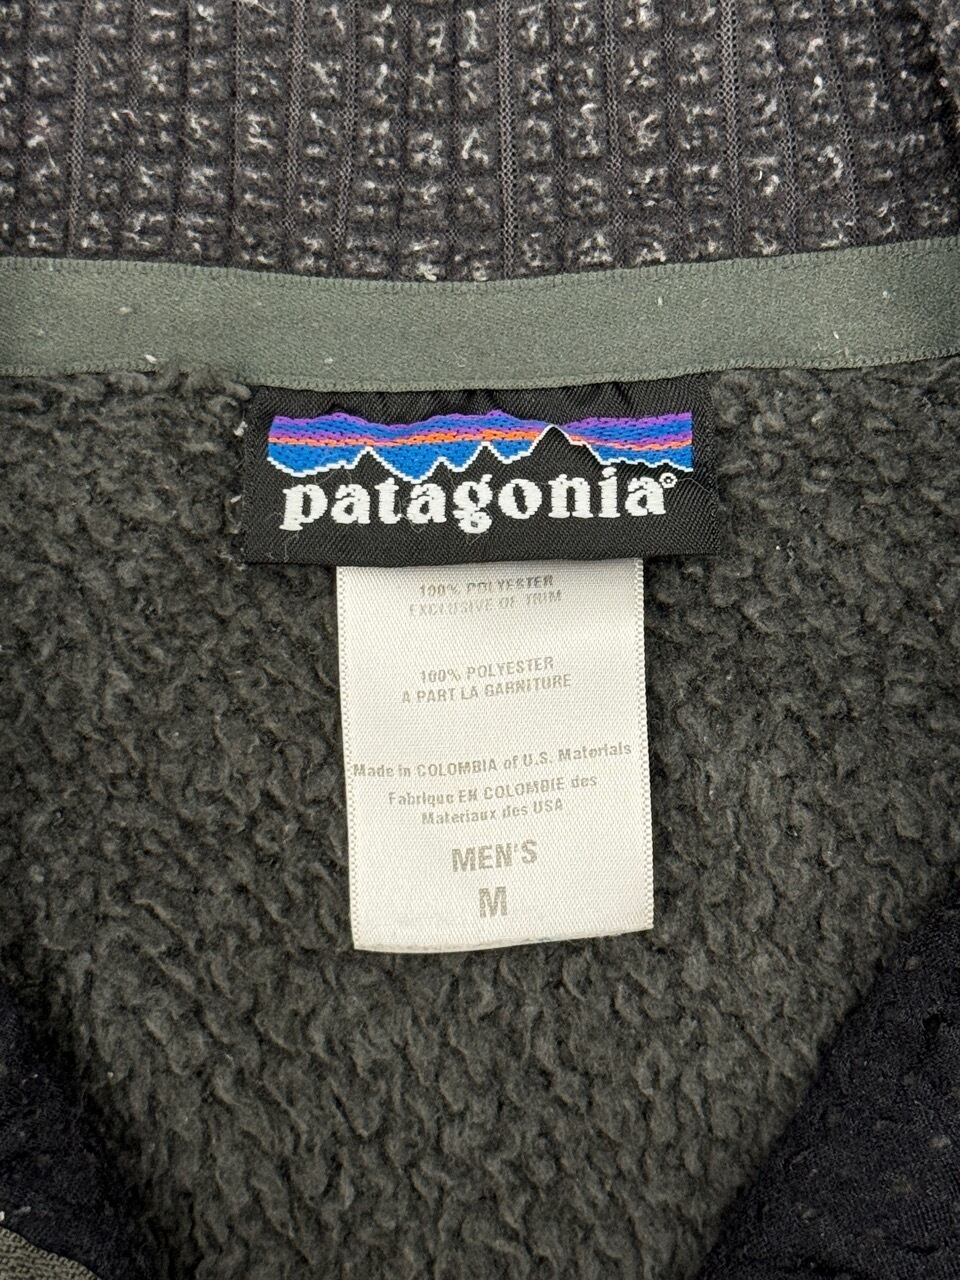 patagonia®
100% POLYESTER
EXCLUSIVE OF TRIM
100% POLYESTER
A PART LA GARNITURE
Made in COLOMBIA of U.S. Materials
Fabrique EN COLOMBIE des
Materiaux des USA
MEN'S
M